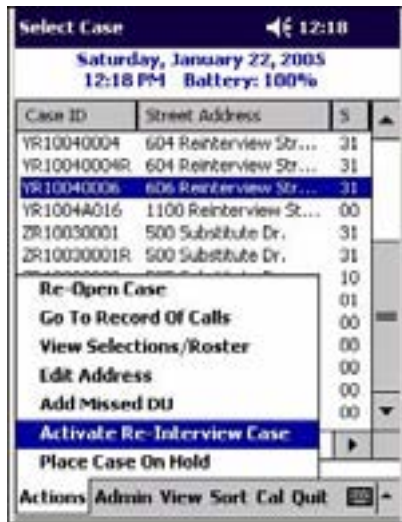 Select Case 12:18
Saturday, January 22, 2005
12:18 PM Battery: 100%
Case ID Street Address S
YR10040004 604 Reinterview Str... 31
YR10040004R 604 Reinterview Str... 31
YR10040006 606 Reinterview Str... 31
YR1004A016 1100 Reinterview St... 00
ZR10030001 500 Substitute Dr. 31
ZR10030001R 500 Substitute Dr. 31
10
Re-Open Case 01
Go To Record Of Calls 00
View Selections/Roster 00
Edit Address 00
Add Missed DU 00
00
Activate Re-Interview Case
Place Case On Hold
Actions Admin View Sort Cal Quit